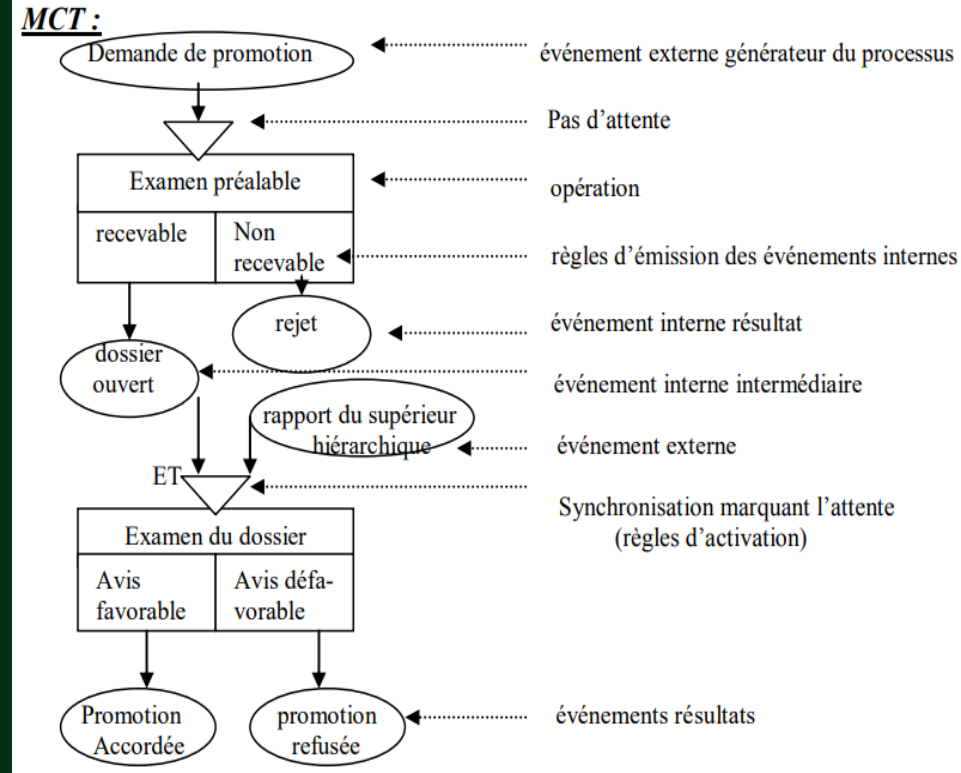 MCT :
Demande de promotion
événement externe générateur du processus
Pas d'attente
Examen préalable
opération
recevable
Non
recevable
règles d'émission des événements internes
rejet
événement interne résultat
dossier
ouvert
événement interne intermédiaire
rapport du supérieur
hiérarchique
événement externe
ET
Synchronisation marquant l'attente
(règles d'activation)
Examen du dossier
Avis
favorable
Avis défa-
vorable
Promotion
Accordée
promotion
refusée
événements résultats